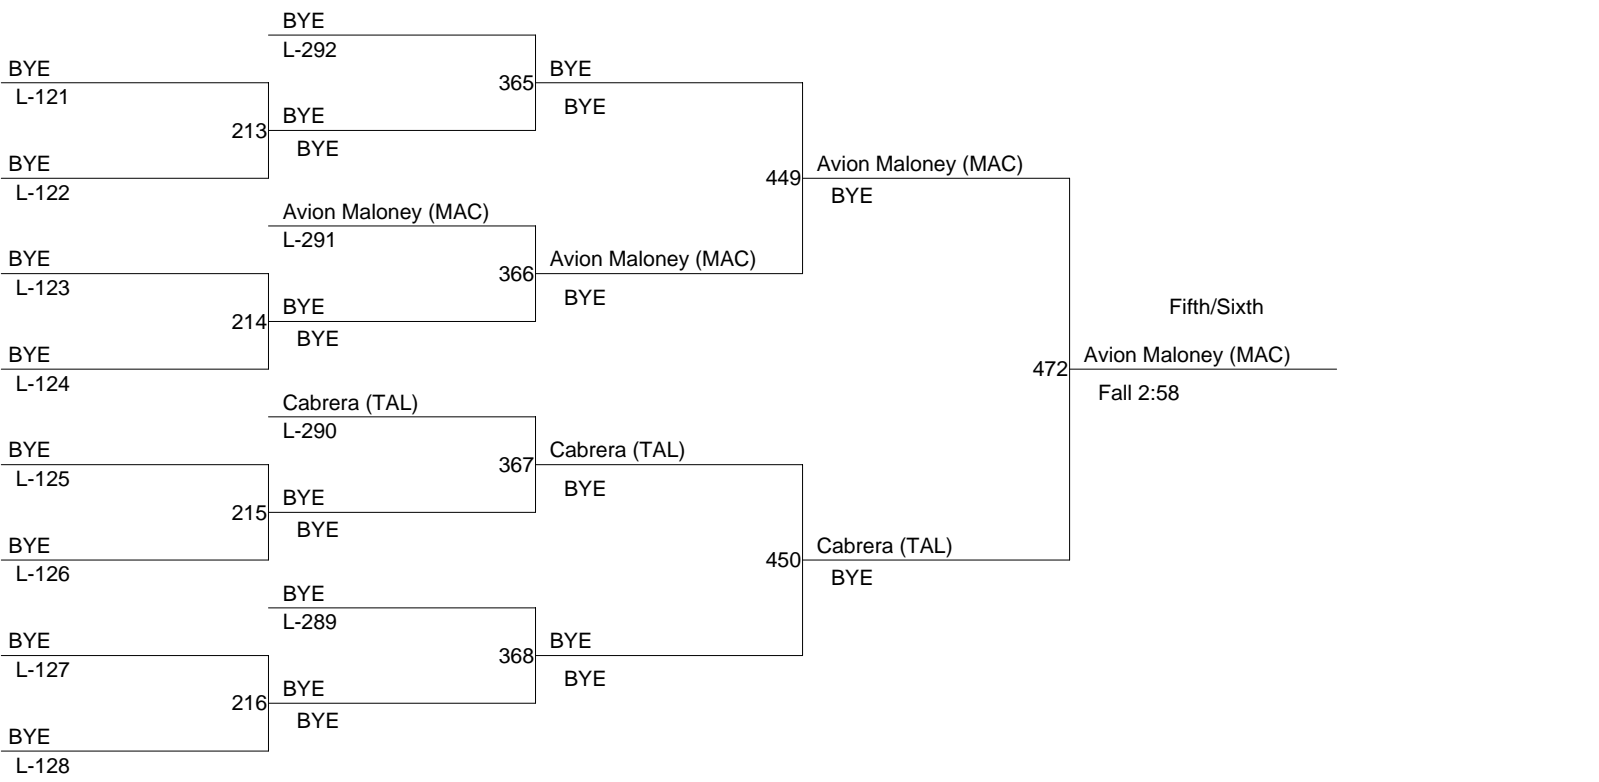 BYE
L-292
BYE
L-121
365
BYE
BYE
213
BYE
BYE
BYE
L-122
449
Avion Maloney (MAC)
BYE
Avion Maloney (MAC)
L-291
BYE
L-123
366
Avion Maloney (MAC)
BYE
214
BYE
BYE
Fifth/Sixth
BYE
L-124
472
Avion Maloney (MAC)
Fall 2:58
Cabrera (TAL)
L-290
BYE
L-125
367
Cabrera (TAL)
BYE
215
BYE
BYE
BYE
L-126
450
Cabrera (TAL)
BYE
BYE
L-289
BYE
L-127
368
BYE
BYE
216
BYE
BYE
BYE
L-128